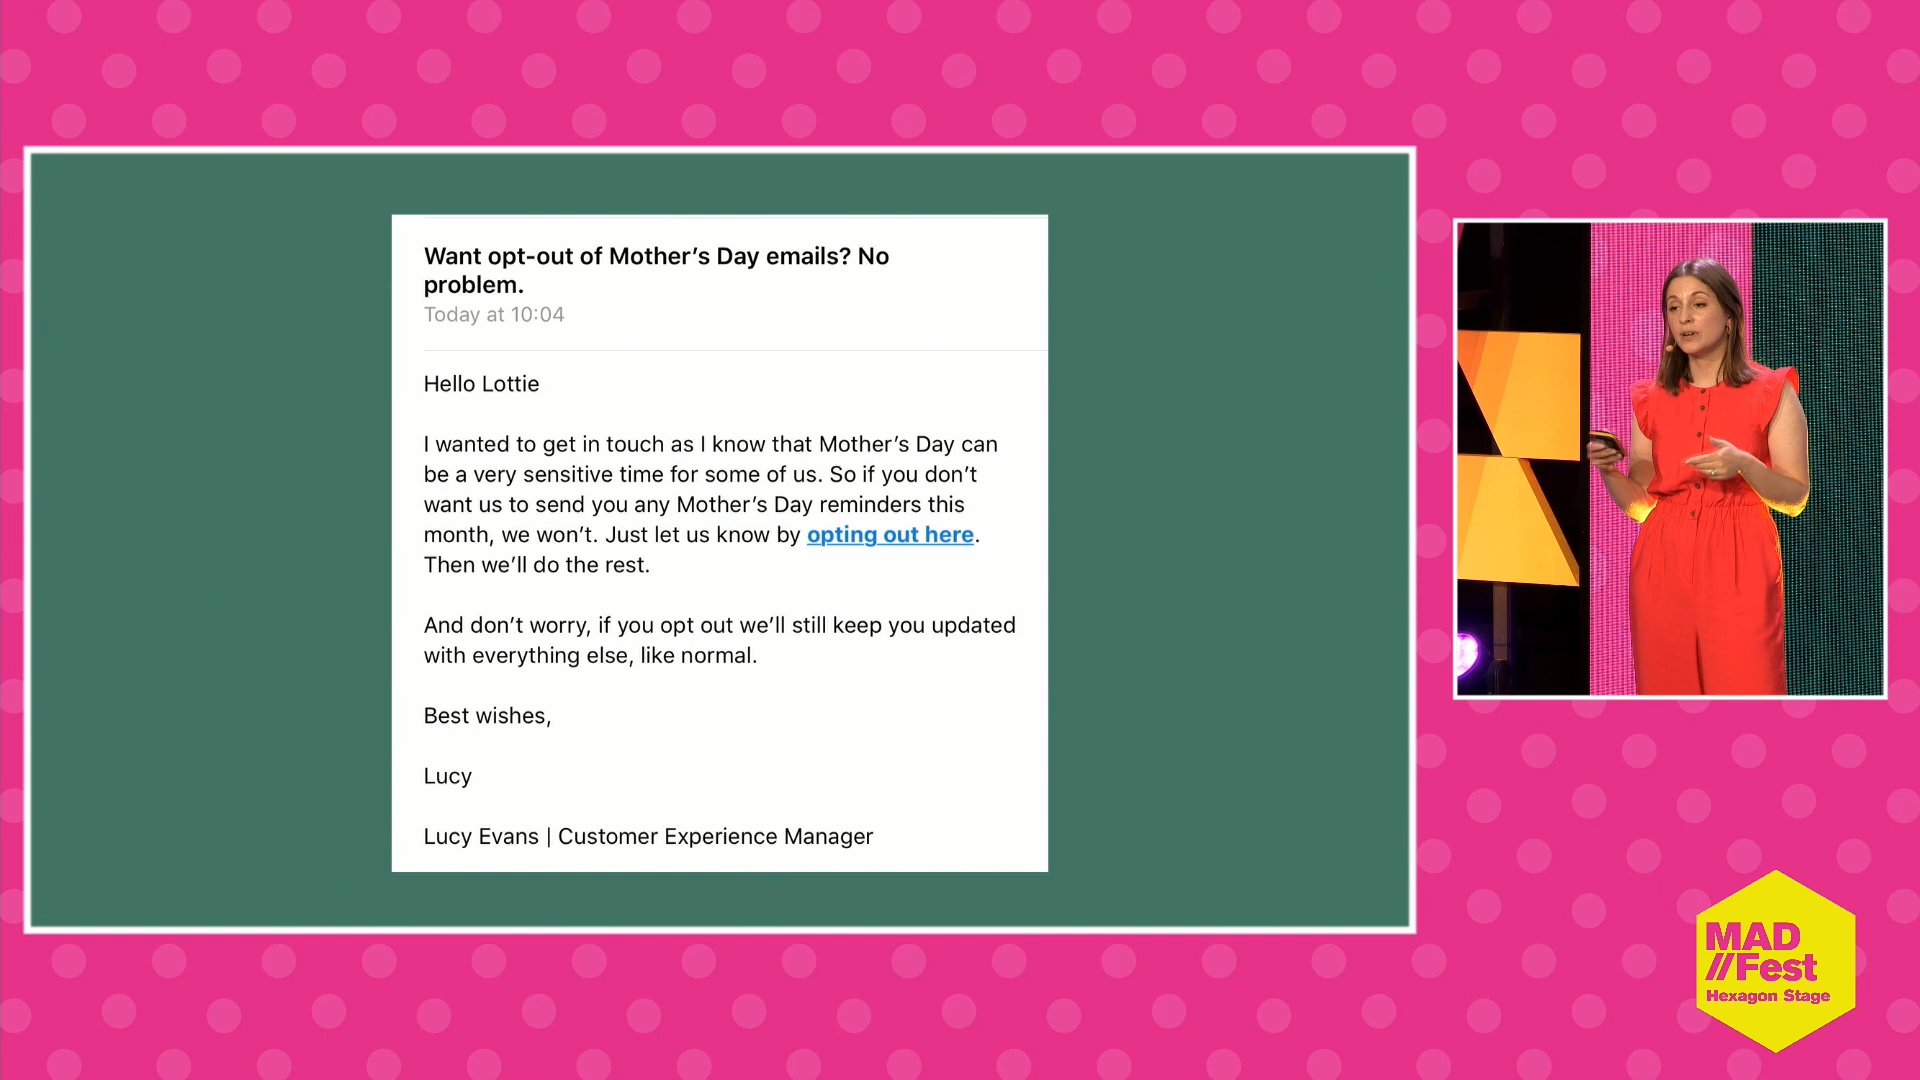 Want opt-out of Mother’s Day emails? No
problem.
Today at 10:04
Hello Lottie
I wanted to get in touch as I know that Mother’s Day can
be a very sensitive time for some of us. So if you don’t
want us to send you any Mother’s Day reminders this
month, we won’t. Just let us know by opting out here.
Then we’ll do the rest.
And don’t worry, if you opt out we’ll still keep you updated
with everything else, like normal.
Best wishes,
Lucy
Lucy Evans | Customer Experience Manager
MAD
//Fest
Hexagon Stage